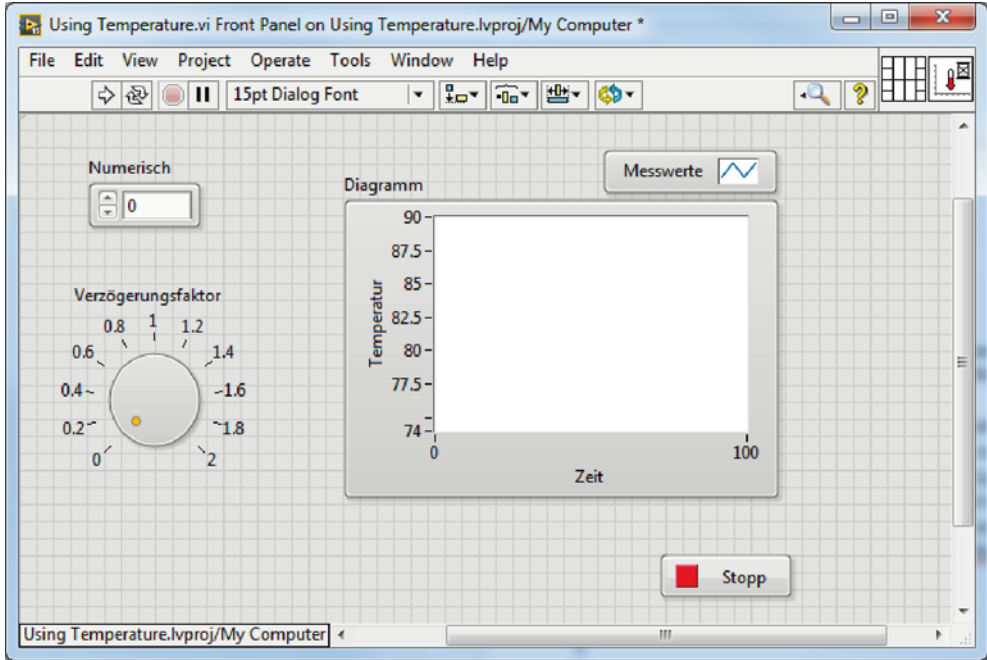 Using Temperature.vi Front Panel on Using Temperature.lvproj/My Computer *
File Edit View Project Operate Tools Window Help
15pt Dialog Font
Numerisch
0
Messwerte
Diagramm
90
87.5
85
82.5
80
77.5
74
Temperatur
0 100
Zeit
Verzögerungsfaktor
0.8 1 1.2
0.6 1.4
0.4 1.6
0.2 1.8
0 2
Stopp
Using Temperature.lvproj/My Computer